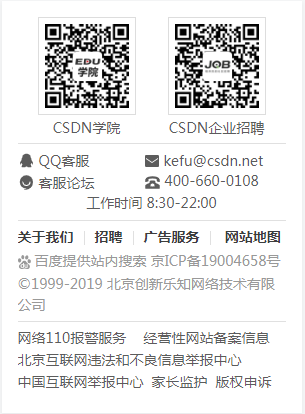 EDU
学院
JOB
CSDN学院 CSDN企业招聘
QQ客服 kefu@csdn.net
客服论坛 400-660-0108
工作时间 8:30-22:00
关于我们 招聘 广告服务 网站地图
百度提供站内搜索 京ICP备19004658号
©1999-2019 北京创新乐知网络技术有限
公司
网络110报警服务 经营性网站备案信息
北京互联网违法和不良信息举报中心
中国互联网举报中心 家长监护 版权申诉